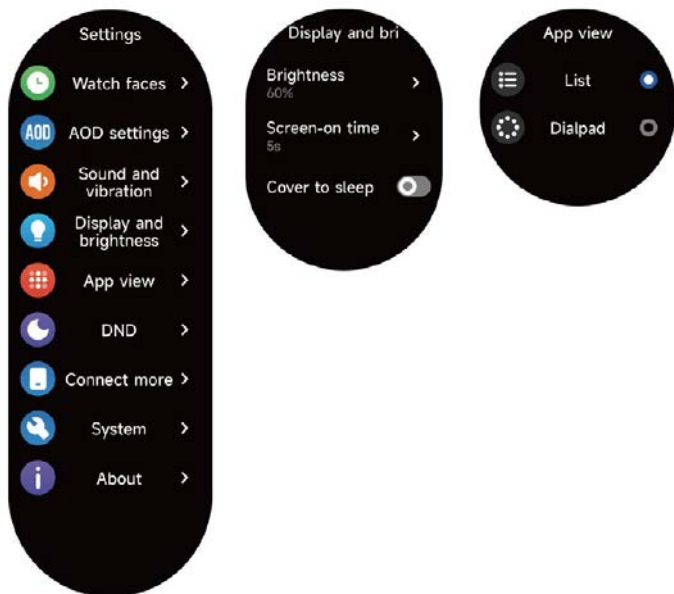 Settings
Watch faces
AOD
AOD settings
Sound and
vibration
Display and
brightness
App view
DND
Connect more
System
About
Display and bri
Brightness
60%
Screen-on time
5s
Cover to sleep
App view
List
Dialpad